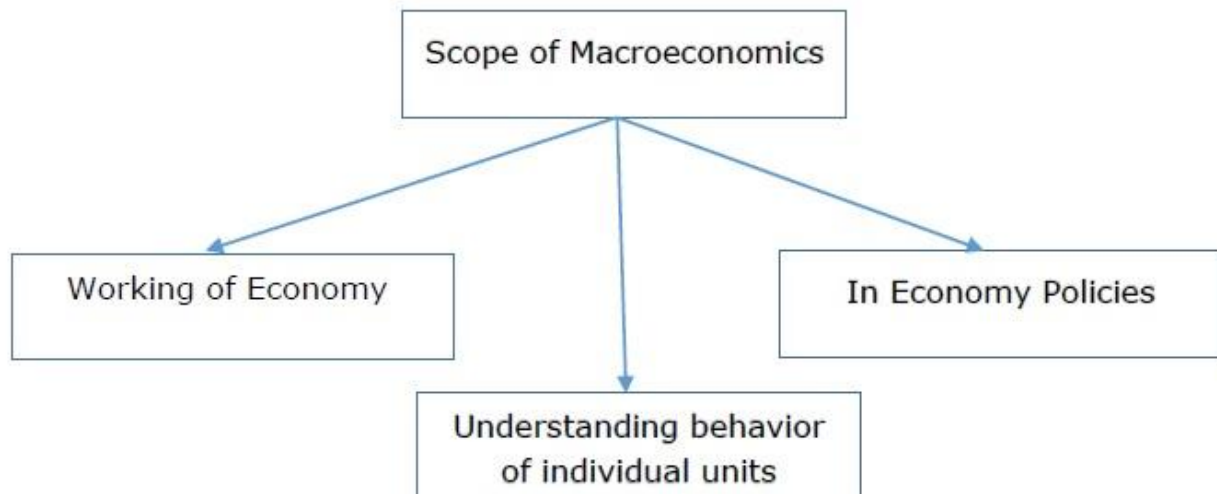 Scope of Macroeconomics
Working of Economy
In Economy Policies
Understanding behavior
of individual units